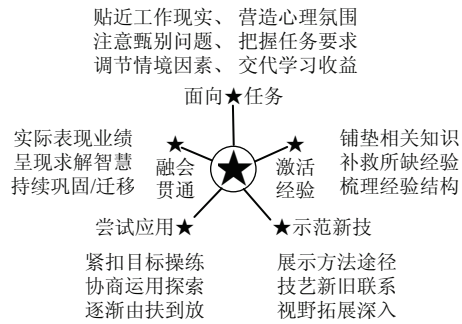 贴近工作现实、营造心理氛围
注意甄别问题、把握任务要求
调节情境因素、交代学习收益
面向★任务
实际表现业绩
呈现求解智慧
持续巩固/迁移
融会
贯通
激活
经验
铺垫相关知识
补救所缺经验
梳理经验结构
尝试应用★
★示范新技
紧扣目标操练
协商运用探索
逐渐由扶到放
展示方法途径
技艺新旧联系
视野拓展深入